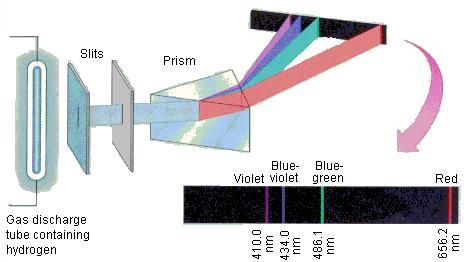 Slits
Prism
Gas discharge
tube containing
hydrogen
Violet
Blue-
violet
Blue-
green
Red
410.0
nm
434.0
nm
486.1
nm
656.2
nm